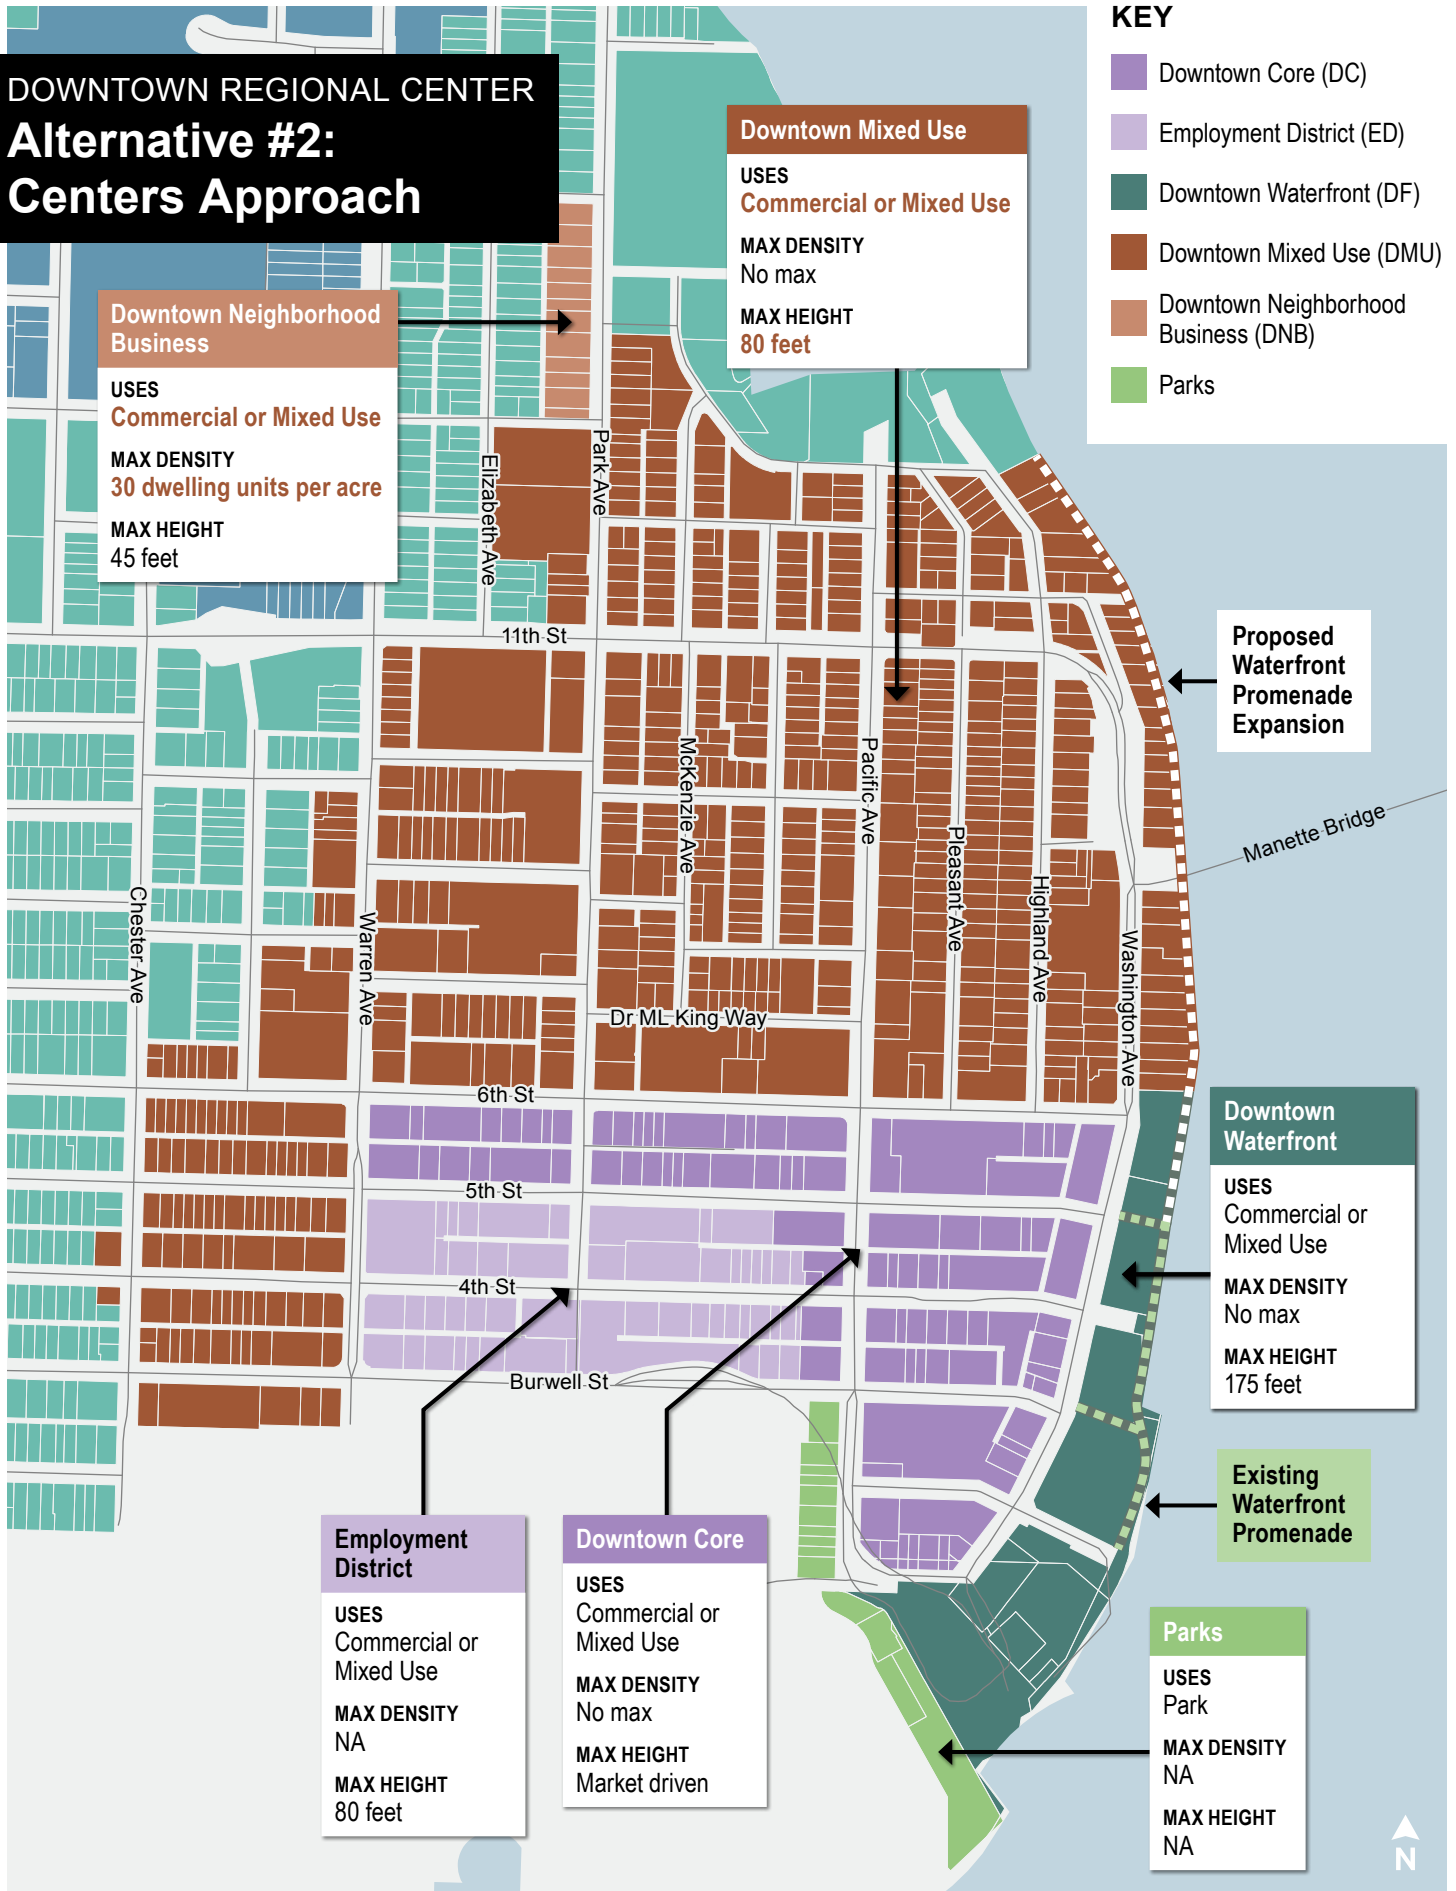 DOWNTOWN REGIONAL CENTER
Alternative #2:
Centers Approach
KEY
Downtown Core (DC)
Employment District (ED)
Downtown Waterfront (DF)
Downtown Mixed Use (DMU)
Downtown Neighborhood
Business (DNB)
Parks
Downtown Mixed Use
USES
Commercial or Mixed Use
MAX DENSITY
No max
MAX HEIGHT
80 feet
Downtown Neighborhood
Business
USES
Commercial or Mixed Use
MAX DENSITY
30 dwelling units per acre
MAX HEIGHT
45 feet
Elizabeth Ave
Park Ave
11th St
Proposed
Waterfront
Promenade
Expansion
McKenzie Ave
Pacific Ave
Pleasant Ave
Highland Ave
Washington Ave
Manette Bridge
Chester Ave
Warren Ave
Dr ML King Way
6th St
5th St
4th St
Burwell St
Downtown
Waterfront
USES
Commercial or
Mixed Use
MAX DENSITY
No max
MAX HEIGHT
175 feet
Existing
Waterfront
Promenade
Employment
District
USES
Commercial or
Mixed Use
MAX DENSITY
NA
MAX HEIGHT
80 feet
Downtown Core
USES
Commercial or
Mixed Use
MAX DENSITY
No max
MAX HEIGHT
Market driven
Parks
USES
Park
MAX DENSITY
NA
MAX HEIGHT
NA
N